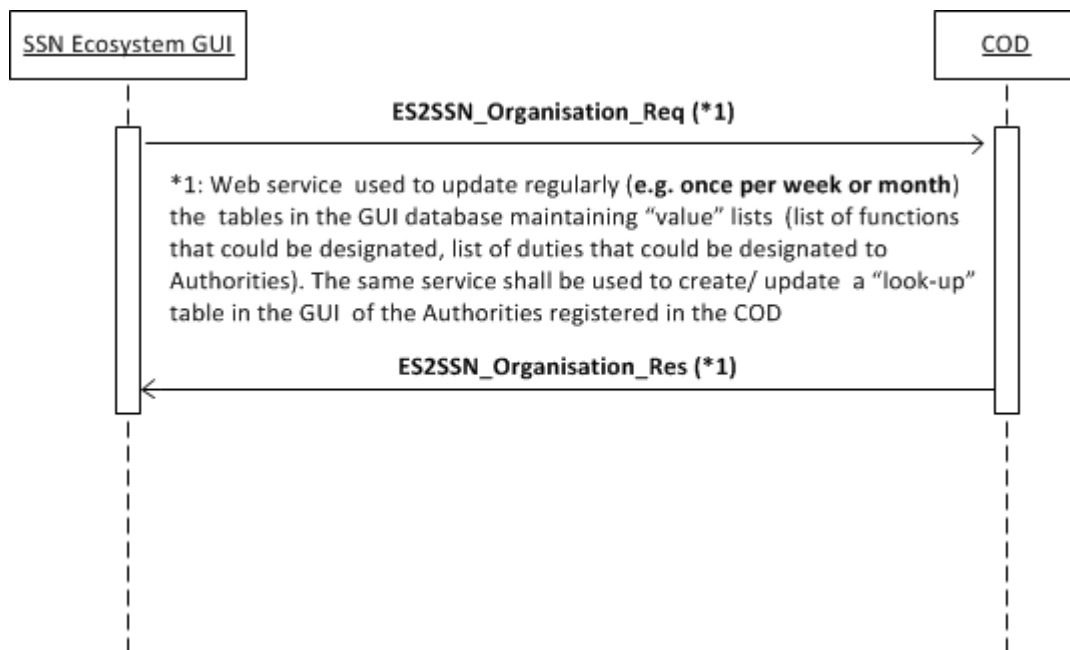 SSN Ecosystem GUI
COD
ES2SSN_Organisation_Req (*1)
*1: Web service used to update regularly (e.g. once per week or month)
the tables in the GUI database maintaining “value” lists (list of functions
that could be designated, list of duties that could be designated to
Authorities). The same service shall be used to create/ update a “look-up”
table in the GUI of the Authorities registered in the COD
ES2SSN_Organisation_Res (*1)